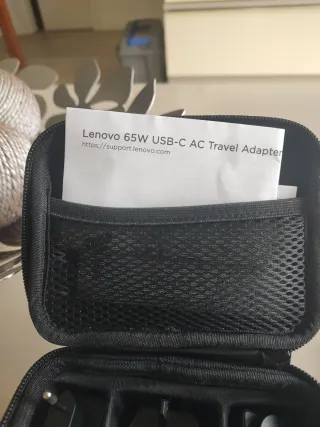 Lenovo 65W USB-C AC Travel Adapter
https://support.lenovo.com